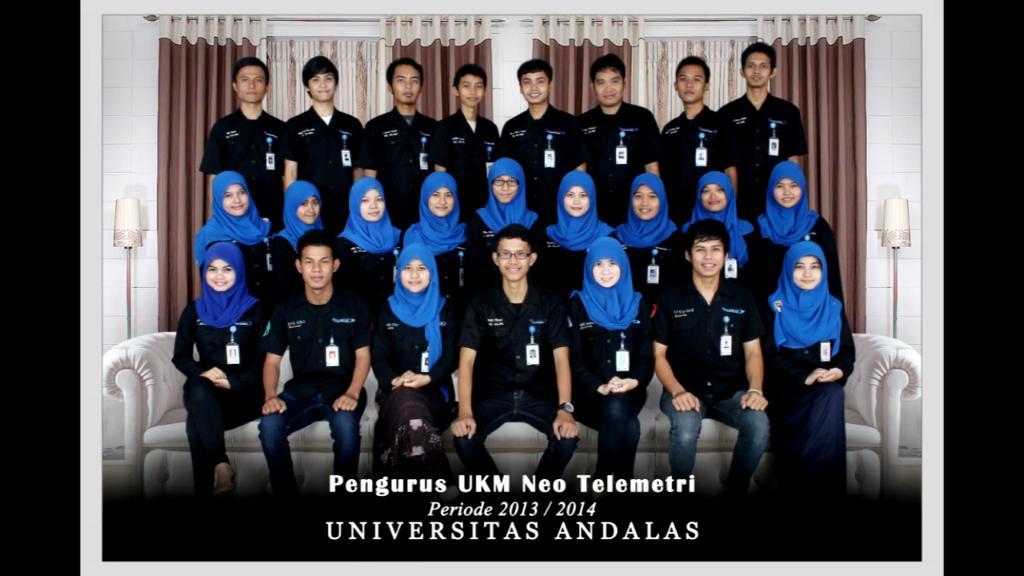 Pengurus UKM Neo Telemetri
Periode 2013 / 2014
UNIVERSITAS ANDALAS